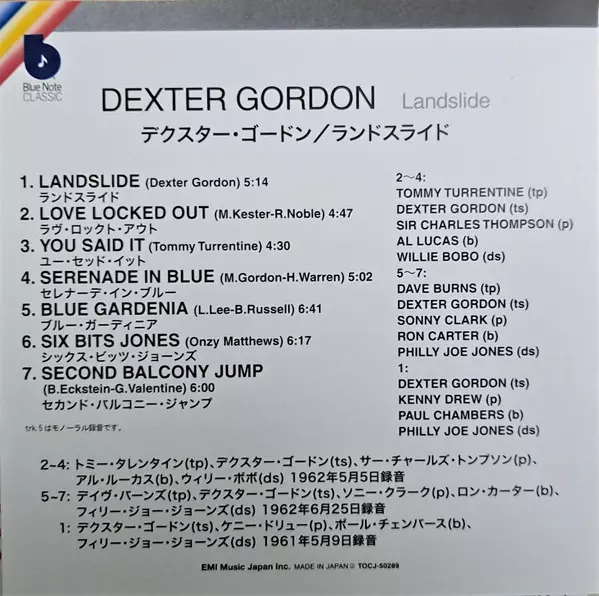 Blue Note
CLASSIC
DEXTER GORDON Landslide
デクスター・ゴードン／ランドスライド
1. LANDSLIDE (Dexter Gordon) 5:14
ランドスライド
2. LOVE LOCKED OUT (M.Kester-R.Noble) 4:47
ラヴ・ロックト・アウト
3. YOU SAID IT (Tommy Turrentine) 4:30
ユー・セッド・イット
4. SERENADE IN BLUE (M.Gordon-H.Warren) 5:02
セレナーデ・イン・ブルー
5. BLUE GARDENIA (L.Lee-B.Russell) 6:41
ブルー・ガーディニア
6. SIX BITS JONES (Onzy Matthews) 6:17
シックス・ビッツ・ジョーンズ
7. SECOND BALCONY JUMP
(B.Eckstein-G.Valentine) 6:00
セカンド・バルコニー・ジャンプ
trk.5はモノーラル録音です。
2〜4:
TOMMY TURRENTINE (tp)
DEXTER GORDON (ts)
SIR CHARLES THOMPSON (p)
AL LUCAS (b)
WILLIE BOBO (ds)
5〜7:
DAVE BURNS (tp)
DEXTER GORDON (ts)
SONNY CLARK (p)
RON CARTER (b)
PHILLY JOE JONES (ds)
1:
DEXTER GORDON (ts)
KENNY DREW (p)
PAUL CHAMBERS (b)
PHILLY JOE JONES (ds)
2~4: トミー・タレンタイン(tp)、デクスター・ゴードン(ts)、サー・チャールズ・トンプソン(p)、
アル・ルーカス(b)、ウィリー・ボボ(ds) 1962年5月5日録音
5~7: デイヴ・バーンズ(tp)、デクスター・ゴードン(ts)、ソニー・クラーク(p)、ロン・カーター(b)、
フィリー・ジョー・ジョーンズ(ds) 1962年6月25日録音
1: デクスター・ゴードン(ts)、ケニー・ドリュー(p)、ポール・チェンバース(b)、
フィリー・ジョー・ジョーンズ(ds) 1961年5月9日録音
EMI Music Japan Inc. MADE IN JAPAN TOCJ-50289